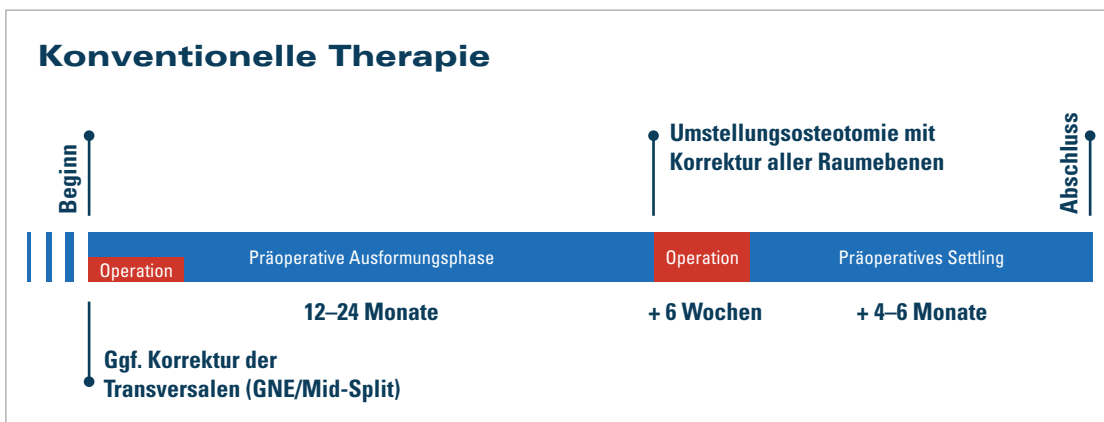 Konventionelle Therapie
Beginn
Umstellungsosteotomie mit
Korrektur aller Raumebenen
Abschluss
Operation
Präoperative Ausformungsphase
Operation
Präoperatives Settling
12–24 Monate
+ 6 Wochen
+ 4–6 Monate
Ggf. Korrektur der
Transversalen (GNE/Mid-Split)